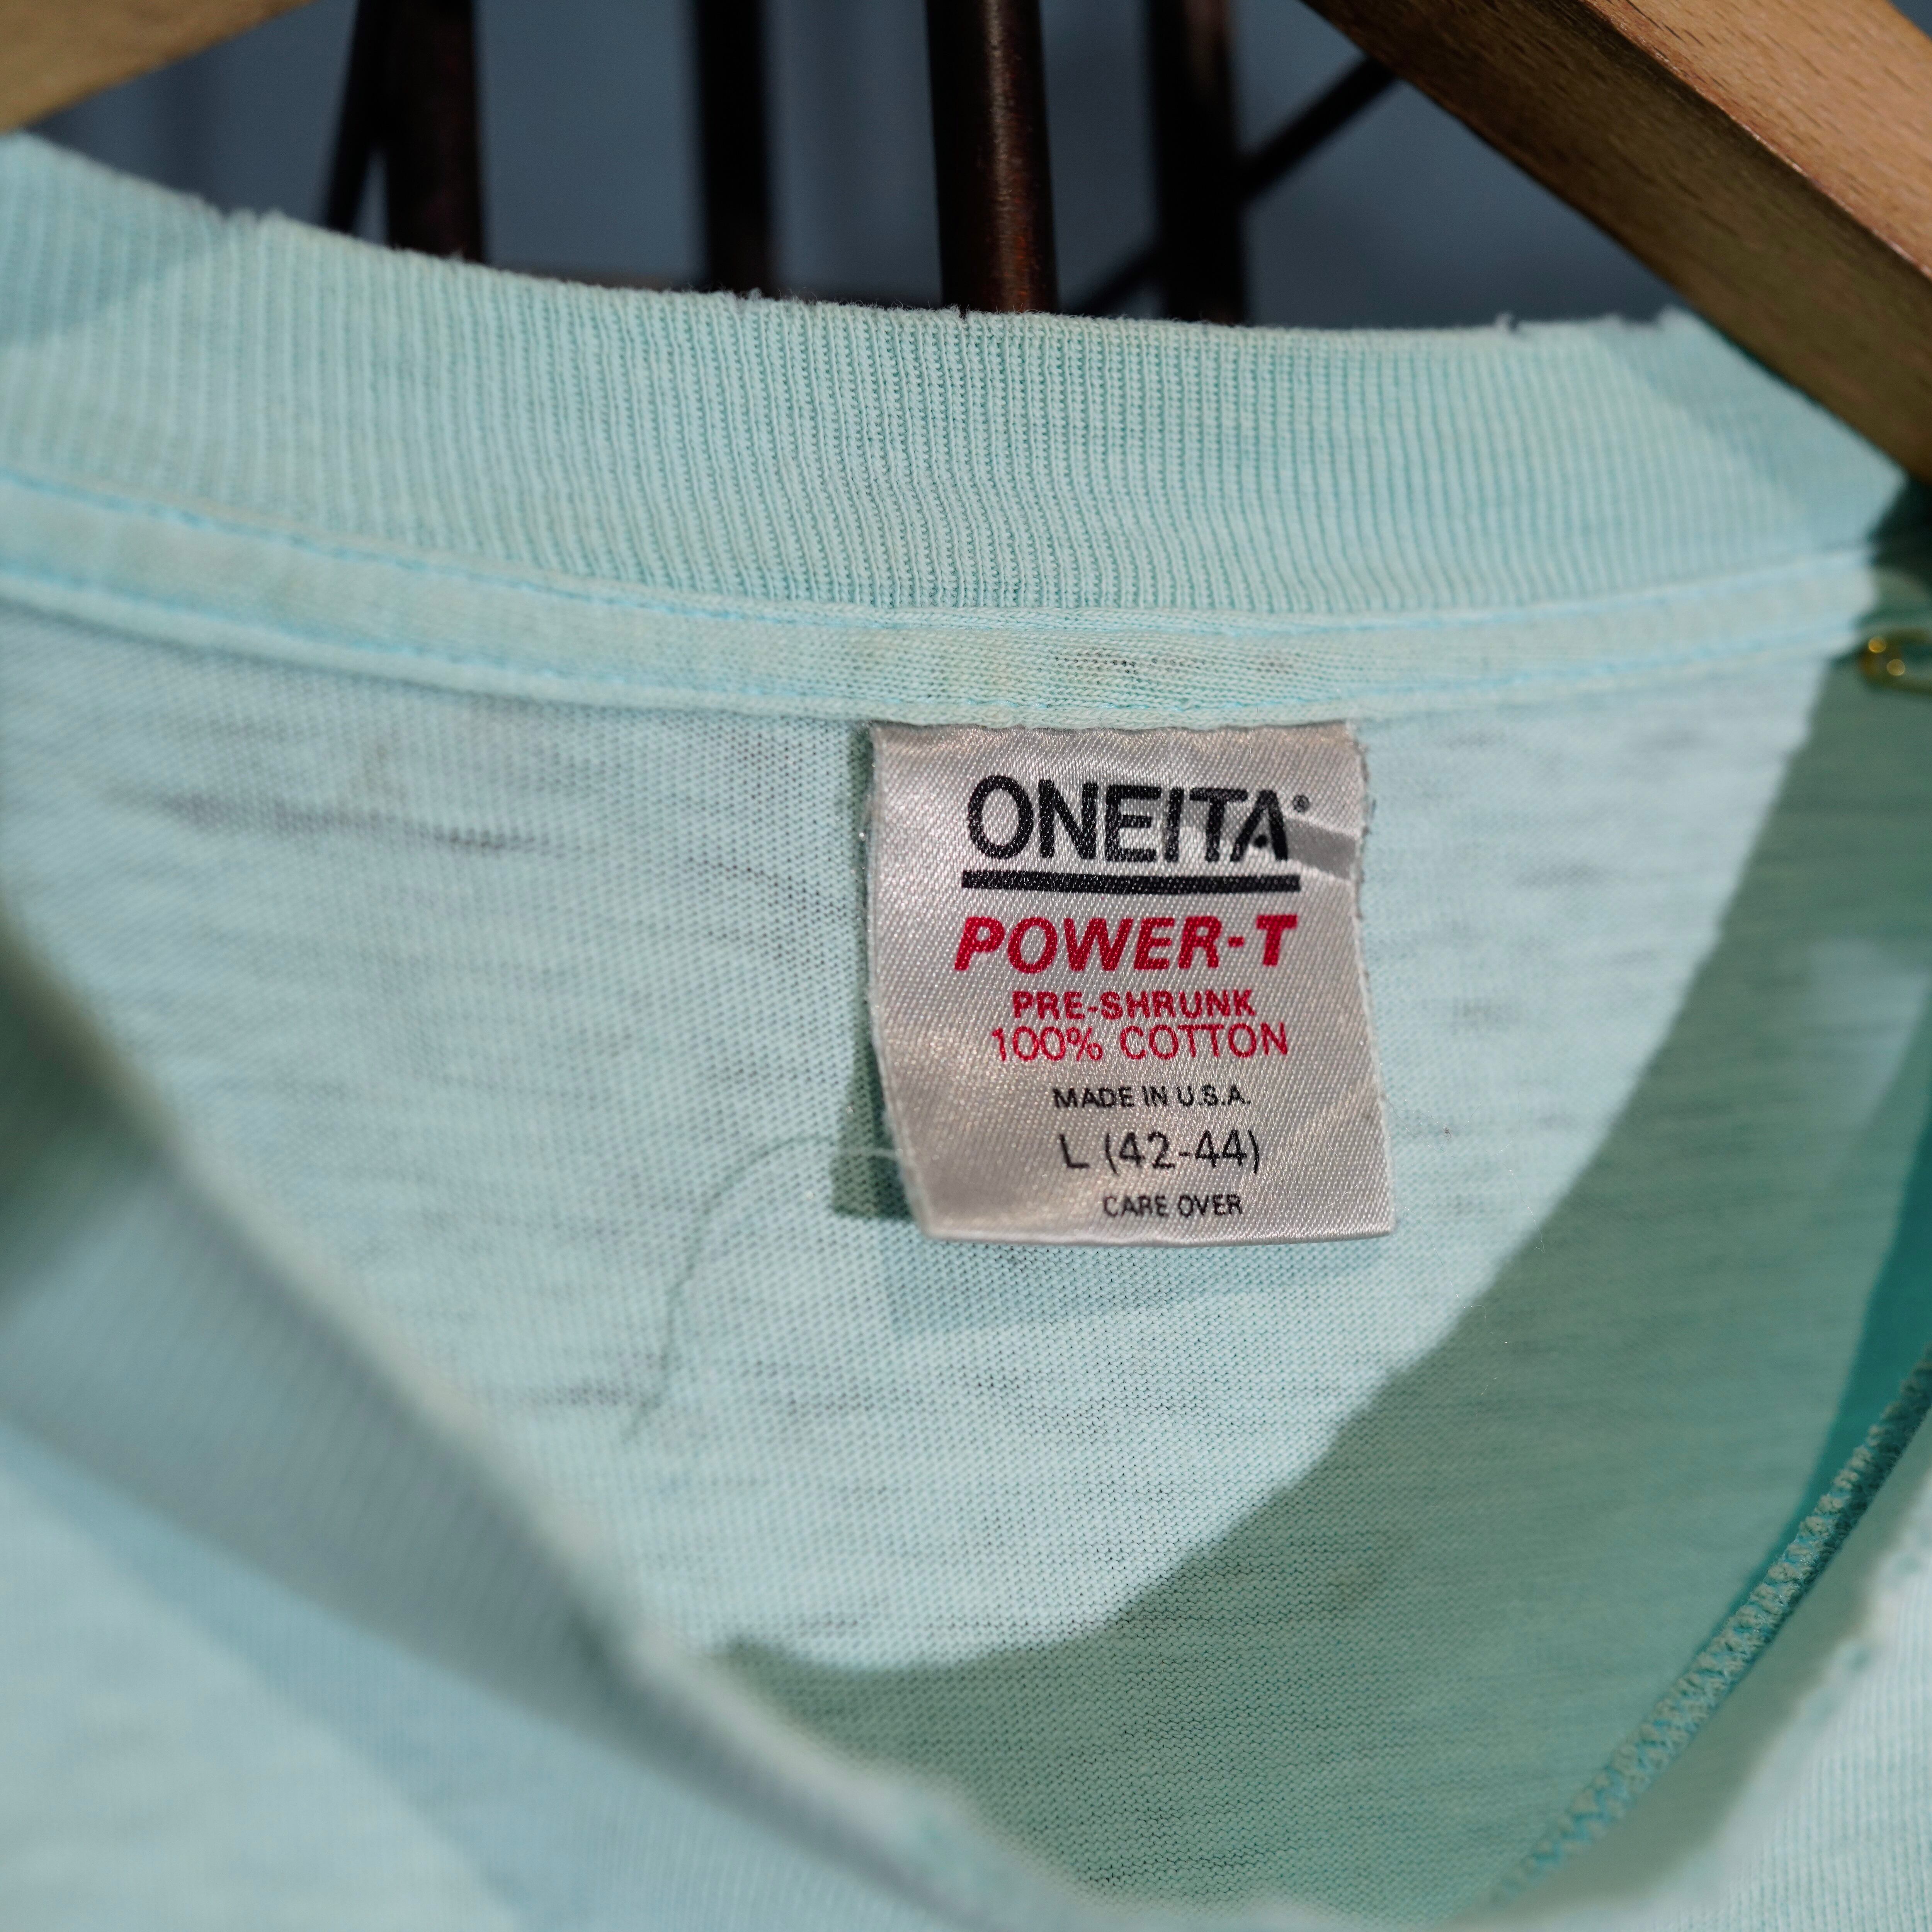 ONEITA®
POWER-T
PRE-SHRUNK
100% COTTON
MADE IN U.S.A.
L (42-44)
CARE OVER